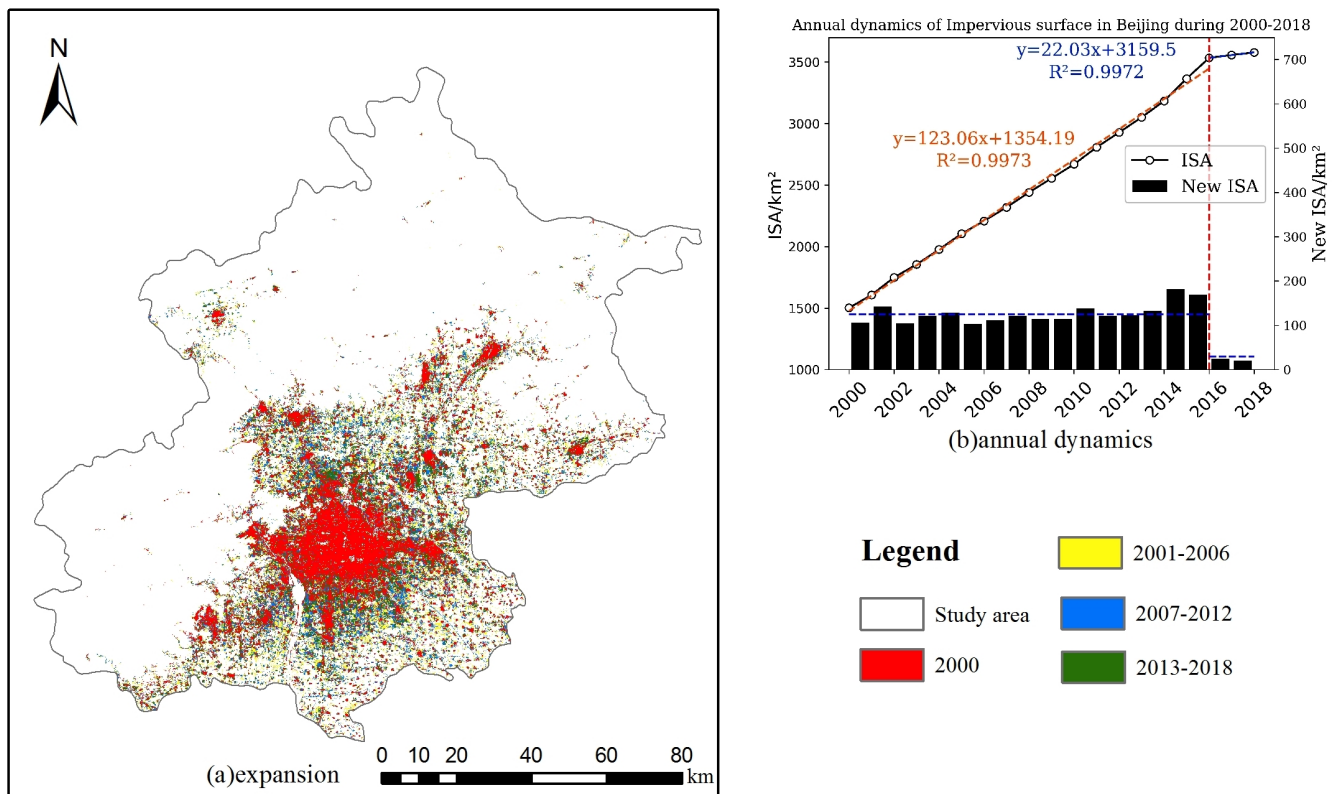 N
(a)expansion
0 10 20 40 60 80
km
Annual dynamics of Impervious surface in Beijing during 2000-2018
y=22.03x+3159.5
R²=0.9972
y=123.06x+1354.19
R²=0.9973
ISA
New ISA
ISA/km²
3500
3000
2500
2000
1500
1000
New ISA/km²
700
600
500
400
300
200
100
0
2000 2002 2004 2006 2008 2010 2012 2014 2016 2018
(b)annual dynamics
Legend
Study area
2000
2001-2006
2007-2012
2013-2018